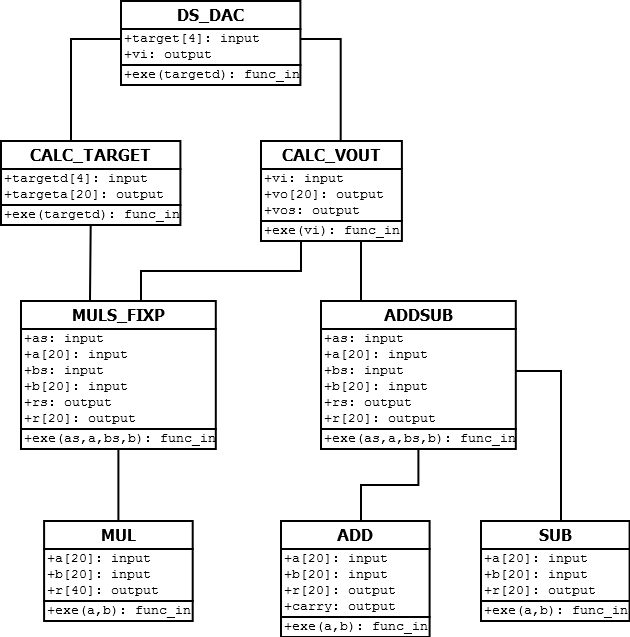 DS_DAC
+target[4]: input
+vi: output
+exe(targetd): func_in
CALC_TARGET
+targetd[4]: input
+targeta[20]: output
+exe(targetd): func_in
CALC_VOUT
+vi: input
+vo[20]: output
+vos: output
+exe(vi): func_in
MULS_FIXP
+as: input
+a[20]: input
+bs: input
+b[20]: input
+rs: output
+r[20]: output
+exe(as,a,bs,b): func_in
ADDSUB
+as: input
+a[20]: input
+bs: input
+b[20]: input
+rs: output
+r[20]: output
+exe(as,a,bs,b): func_in
MUL
+a[20]: input
+b[20]: input
+r[40]: output
+exe(a,b): func_in
ADD
+a[20]: input
+b[20]: input
+r[20]: output
+carry: output
+exe(a,b): func_in
SUB
+a[20]: input
+b[20]: input
+r[20]: output
+exe(a,b): func_in